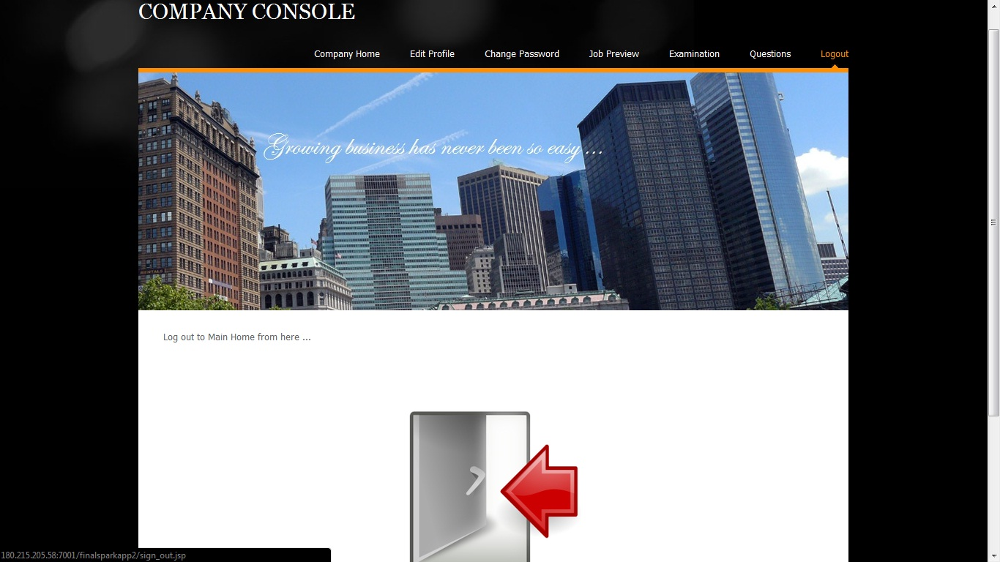 COMPANY CONSOLE
Company Home Edit Profile Change Password Job Preview Examination Questions Logout
Growing business has never been so easy ...
RENTALS
Log out to Main Home from here ...
180.215.205.58:7001/finalsparkapp2/sign_out.jsp